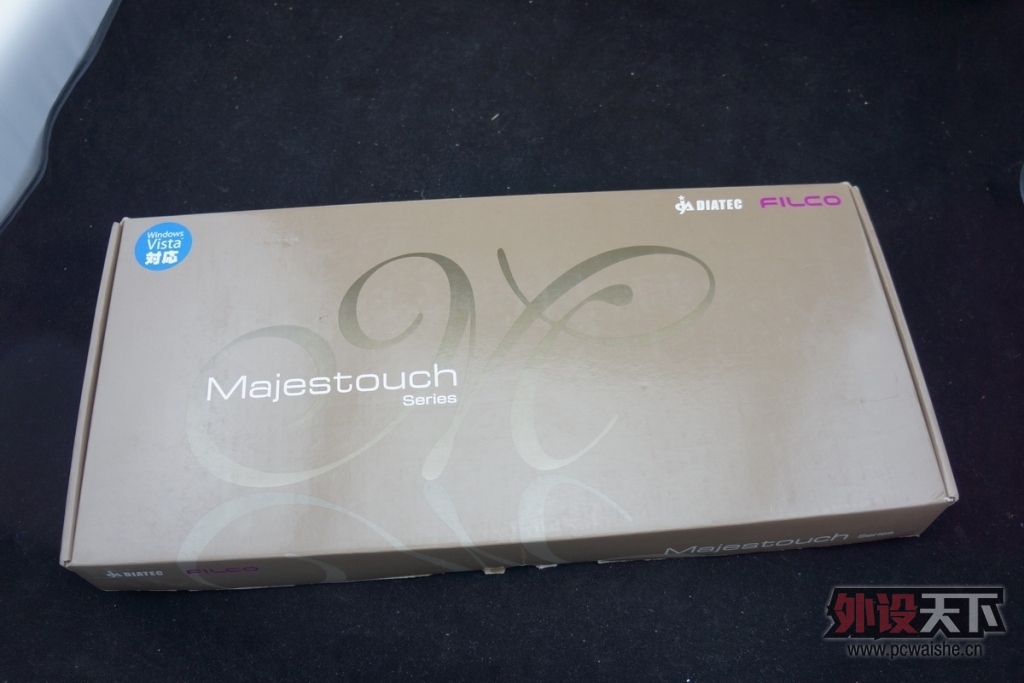 DIATEC FILCO
Windows
Vista
対応
Majestouch
Series
Majestouch
DIATEC FILCO
外设天下
www.pcwaishe.cn